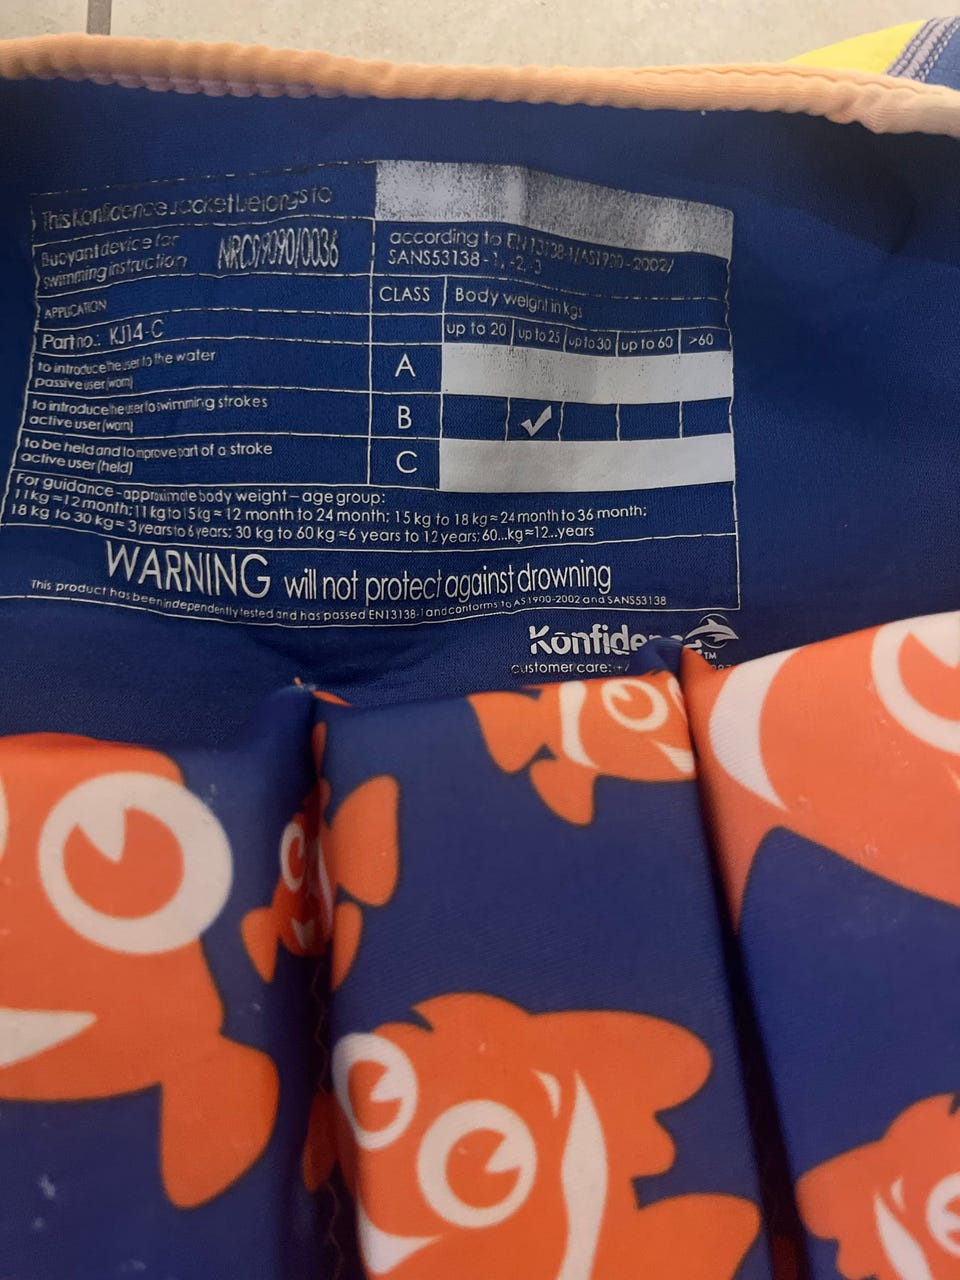 This Konfidence Jacket belongs to
Buoyant device for
swimming instruction
NRCD9090/0036
according to EN13138-1/AS1900-2002/
SANS53138 - 1, -2, -3
APPLICATION
CLASS
Body weight in kgs
Part no.: KJ14-C
up to 20 up to 25 up to 30 up to 60 >60
to introduce the user to the water
passive user (worn)
A
to introduce the user to swimming strokes
active user (worn)
B ✓
to be held and to improve part of a stroke
active user (held)
C
For guidance - approximate body weight – age group:
11kg ≈ 12 month; 11 kg to 15 kg ≈ 12 month to 24 month; 15 kg to 18 kg ≈ 24 month to 36 month;
18 kg to 30 kg ≈ 3 years to 6 years; 30 kg to 60 kg ≈ 6 years to 12 years; 60...kg ≈ 12...years
WARNING will not protect against drowning
This product has been independently tested and has passed EN13138-1 and conforms to AS1900-2002 and SANS53138
TM
Customer care: